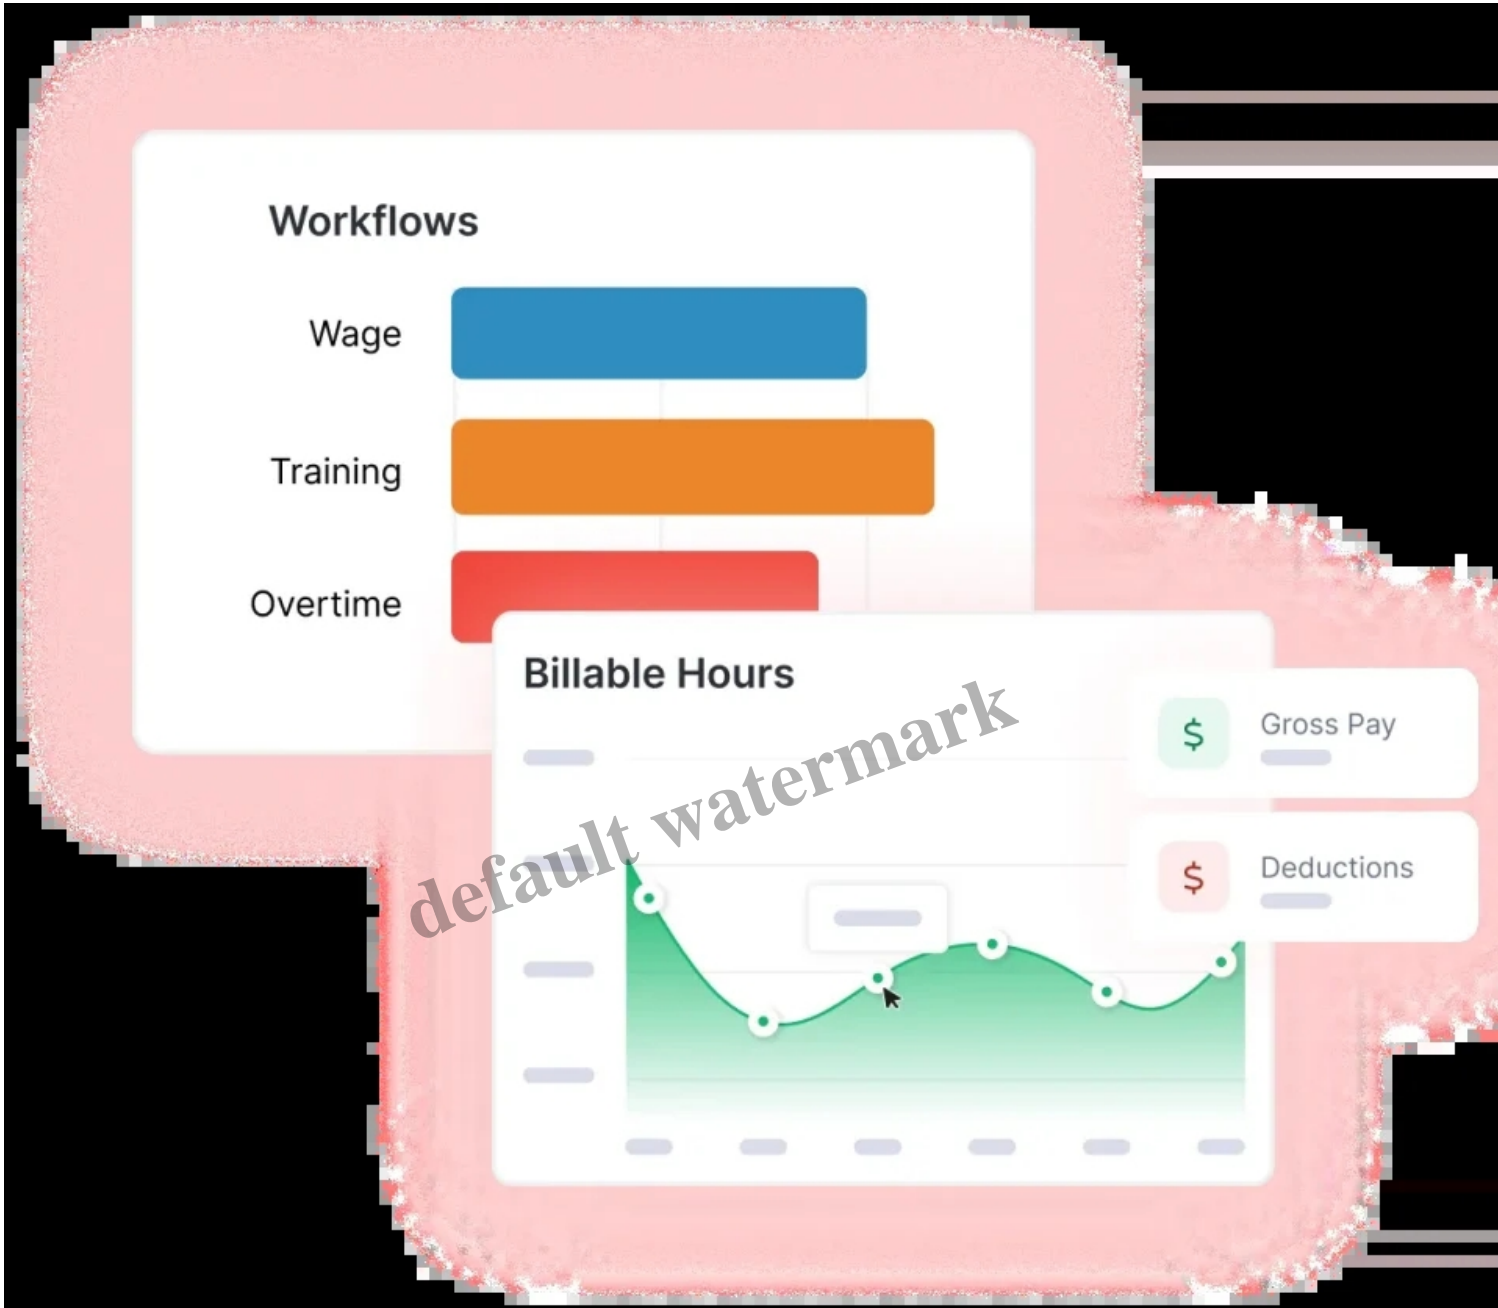 Workflows
Wage
Training
Overtime
Billable Hours
$ Gross Pay
$ Deductions
default watermark